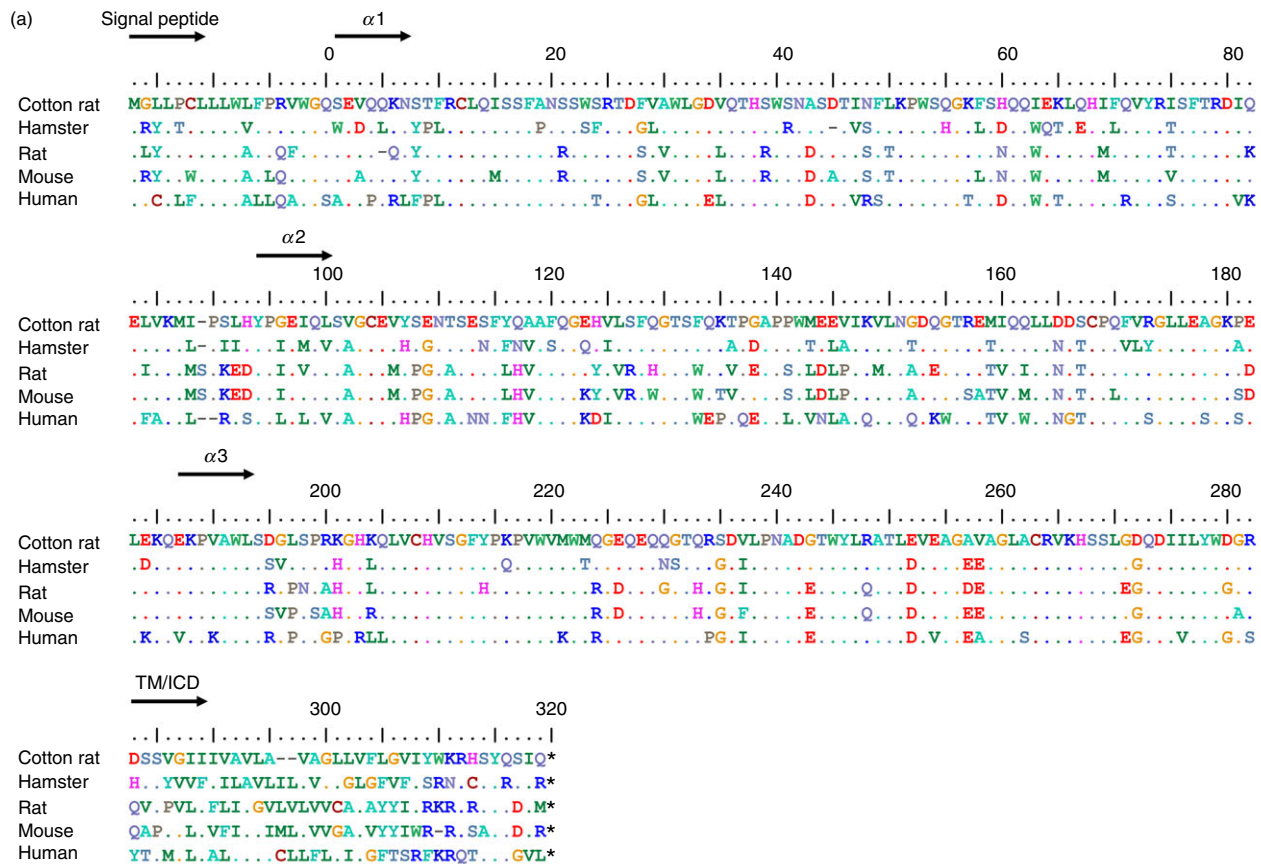 (a)
Signal peptide α1
0 20 40 60 80
Cotton rat MGLLPCLLLWLFPRVWGQSEVQQKNSTFRCLQISSFANSSWSRTDFVAWLGDVQTHSWSNASDTINFLKPWSQGKFSHQQIEKLQHIFQVYRISFTRDIQ
Hamster .RY.T.....V.......W.D.L..YPL........P...SF...GL...........R...-.VS......H..L.D..WQT.E..L....T.......
Rat .LY.......A..QF.......-Q.Y............R......S.V....L...R...D....S.T.........N..W.....M.....T......K
Mouse .RY..W....A.LQ......A....Y......M.....R......S.V....L...R...D.A..S.T.......L.N..W.....M.....V.......
Human ..C.LF....ALLQA..SA..P.RLFPL.............T...GL....EL.......D...VRS.......T..D..W.T.....R...S.....VK
α2
100 120 140 160 180
Cotton rat ELVKMI-PSLHYPGEIQLSVGCEVYSENTSESFYQAAFQGEHVLSFQGTSFQKTPGAPPWMEEVIKVLNGDQGTREMIQQLLDDSCPQFVRGLLEAGKPE
Hamster .....L-.II...I.M.V.A....H.G....N.FNV.S..Q.I..........A.D....T.LA.....T......T.....N.T...VLY.......A.
Rat .I...MS.KED..I.V...A...M.PG.A....LHV.....Y.VR.H...W..V.E..S.LDLP..M..A.E....TV.I..N.T..............D
Mouse .....MS.KED..I.....A...M.PG.A....LHV....KY.VR.W...W.TV....S.LDLP.....A....SATV.M..N.T..L..........SD
Human .FA..L--R.S..L.L.V.A....HPG.A.NN.FHV....KDI.......WEP.QE..L.VNLA.Q...Q.KW...TV.W..NGT.....S....S..S.
α3
200 220 240 260 280
Cotton rat LEKQEKPVAWLSDGLSPRKGHKQLVCHVSGFYPKPVWVMWMQGEQEQQGTQRSDVLPNADGTWYLRATLEVEAGAVAGLACRVKHSSLGDQDIILYWDGR
Hamster .D..........SV....H..L...........Q......T......NS...G.I..............D....EE.............G..........
Rat ............R.PN.AH..L.........H.........R.D...G..H.G.I.....E....Q...D....DE............EG.......G..
Mouse ............SVP.SAH..R...................R.D......H.G.F.....E....Q...D....EE.............G........A.
Human .K..V..K....R.P..GP.RLL...............K..R.........PG.I.....E........D.V..EA...S........EG...V...G.S
TM/ICD
300 320
Cotton rat DSSVGIIIVAVLA--VAGLLVFLGVIYWKRHSYQSIQ*
Hamster H..YVVF.ILAVLIL.V..GLGFVF.SRN.C..R..R*
Rat QV.PVL.FLI.GVLVLVVCA.AYYI.RKR.R...D.M*
Mouse QAP..L.VFI..IML.VVGA.VYYIWR-R.SA..D.R*
Human YT.M.L.AL....CLLFL.I.GFTSRFKRQT...GVL*